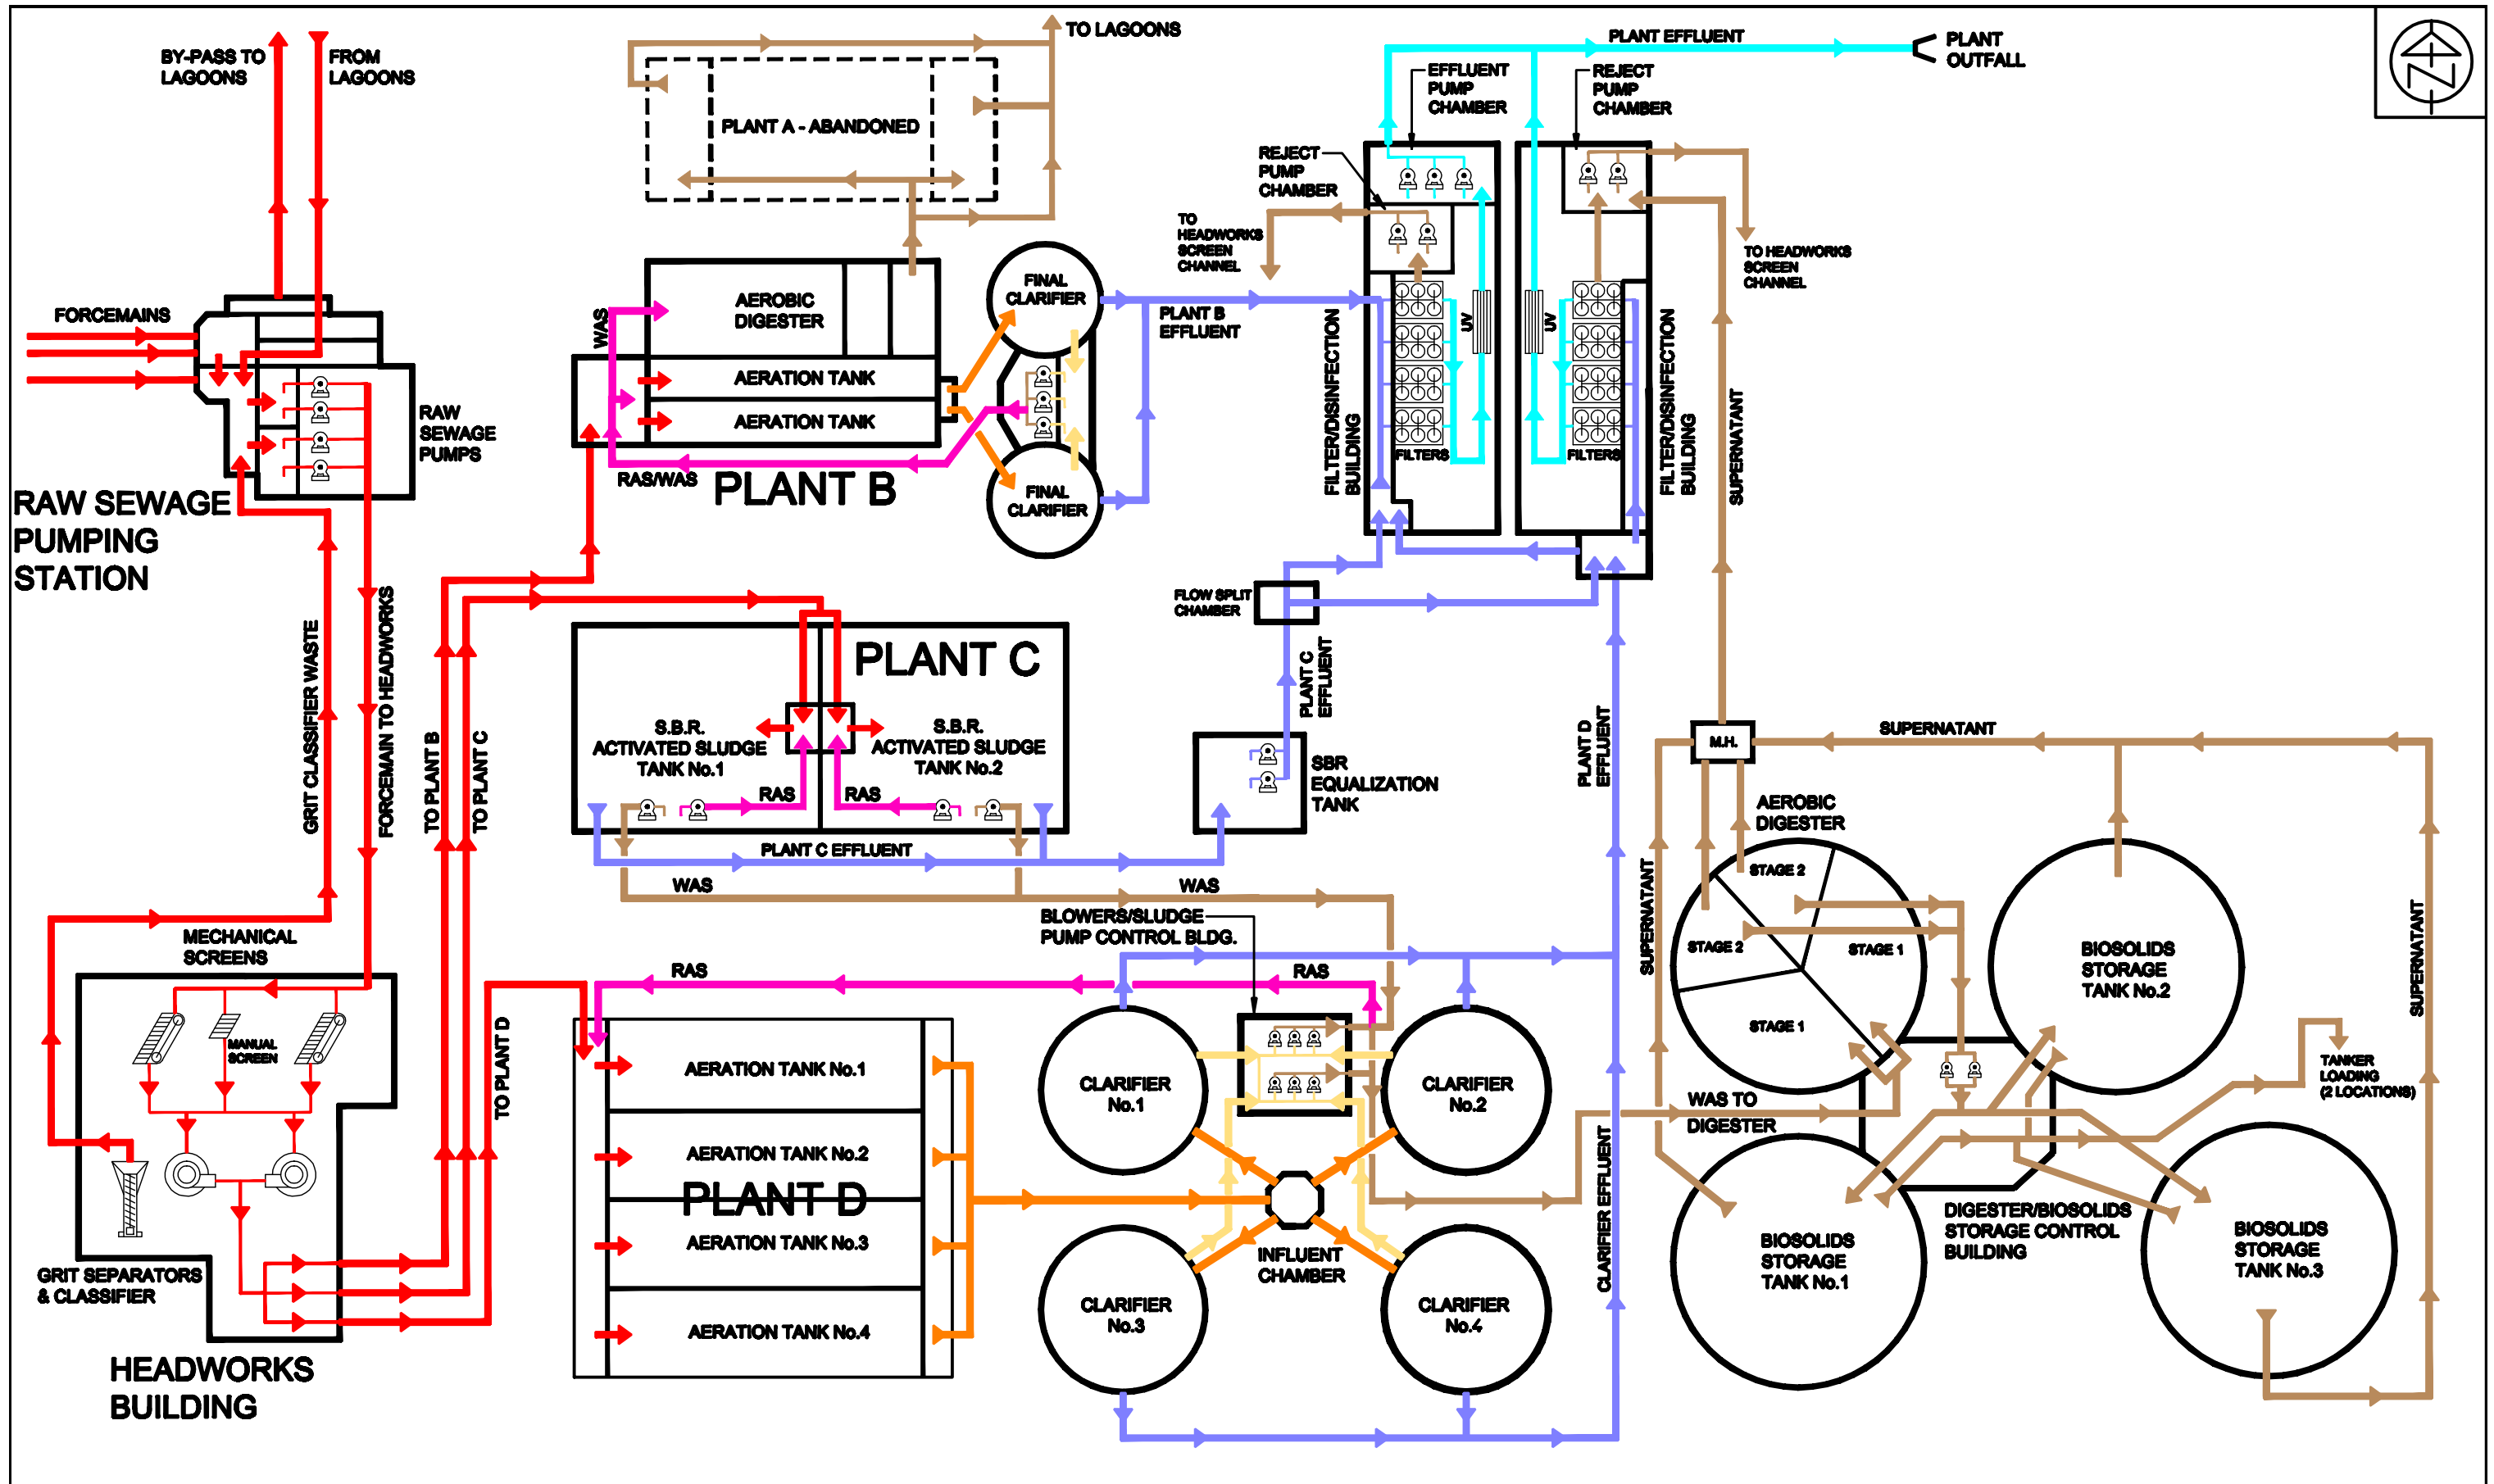 BY-PASS TO
LAGOONS
FROM
LAGOONS
TO LAGOONS
PLANT A - ABANDONED
PLANT EFFLUENT
PLANT
OUTFALL
EFFLUENT
PUMP
CHAMBER
REJECT
PUMP
CHAMBER
REJECT
PUMP
CHAMBER
N
TO
HEADWORKS
SCREEN
CHANNEL
TO HEADWORKS
SCREEN
CHANNEL
FORCEMAINS
RAW
SEWAGE
PUMPS
RAW SEWAGE
PUMPING
STATION
WAS
AEROBIC
DIGESTER
AERATION TANK
AERATION TANK
RAS/WAS
PLANT B
FINAL
CLARIFIER
FINAL
CLARIFIER
PLANT B
EFFLUENT
FILTER/DISINFECTION
BUILDING
UV
FILTERS
UV
FILTERS
FILTER/DISINFECTION
BUILDING
SUPERNATANT
FLOW SPLIT
CHAMBER
PLANT C
EFFLUENT
GRIT CLASSIFIER WASTE
FORCEMAIN TO HEADWORKS
TO PLANT B
TO PLANT C
PLANT C
S.B.R.
ACTIVATED SLUDGE
TANK No.1
S.B.R.
ACTIVATED SLUDGE
TANK No.2
RAS
RAS
PLANT C EFFLUENT
WAS
WAS
SBR
EQUALIZATION
TANK
PLANT D
EFFLUENT
M.H.
SUPERNATANT
AEROBIC
DIGESTER
STAGE 2
STAGE 2
STAGE 1
STAGE 1
SUPERNATANT
BIOSOLIDS
STORAGE
TANK No.2
SUPERNATANT
BLOWERS/SLUDGE
PUMP CONTROL BLDG.
MECHANICAL
SCREENS
MANUAL
SCREEN
GRIT SEPARATORS
& CLASSIFIER
HEADWORKS
BUILDING
TO PLANT D
RAS
RAS
AERATION TANK No.1
AERATION TANK No.2
PLANT D
AERATION TANK No.3
AERATION TANK No.4
CLARIFIER
No.1
CLARIFIER
No.2
INFLUENT
CHAMBER
CLARIFIER
No.3
CLARIFIER
No.4
CLARIFIER EFFLUENT
WAS TO
DIGESTER
TANKER
LOADING
(2 LOCATIONS)
DIGESTER/BIOSOLIDS
STORAGE CONTROL
BUILDING
BIOSOLIDS
STORAGE
TANK No.1
BIOSOLIDS
STORAGE
TANK No.3